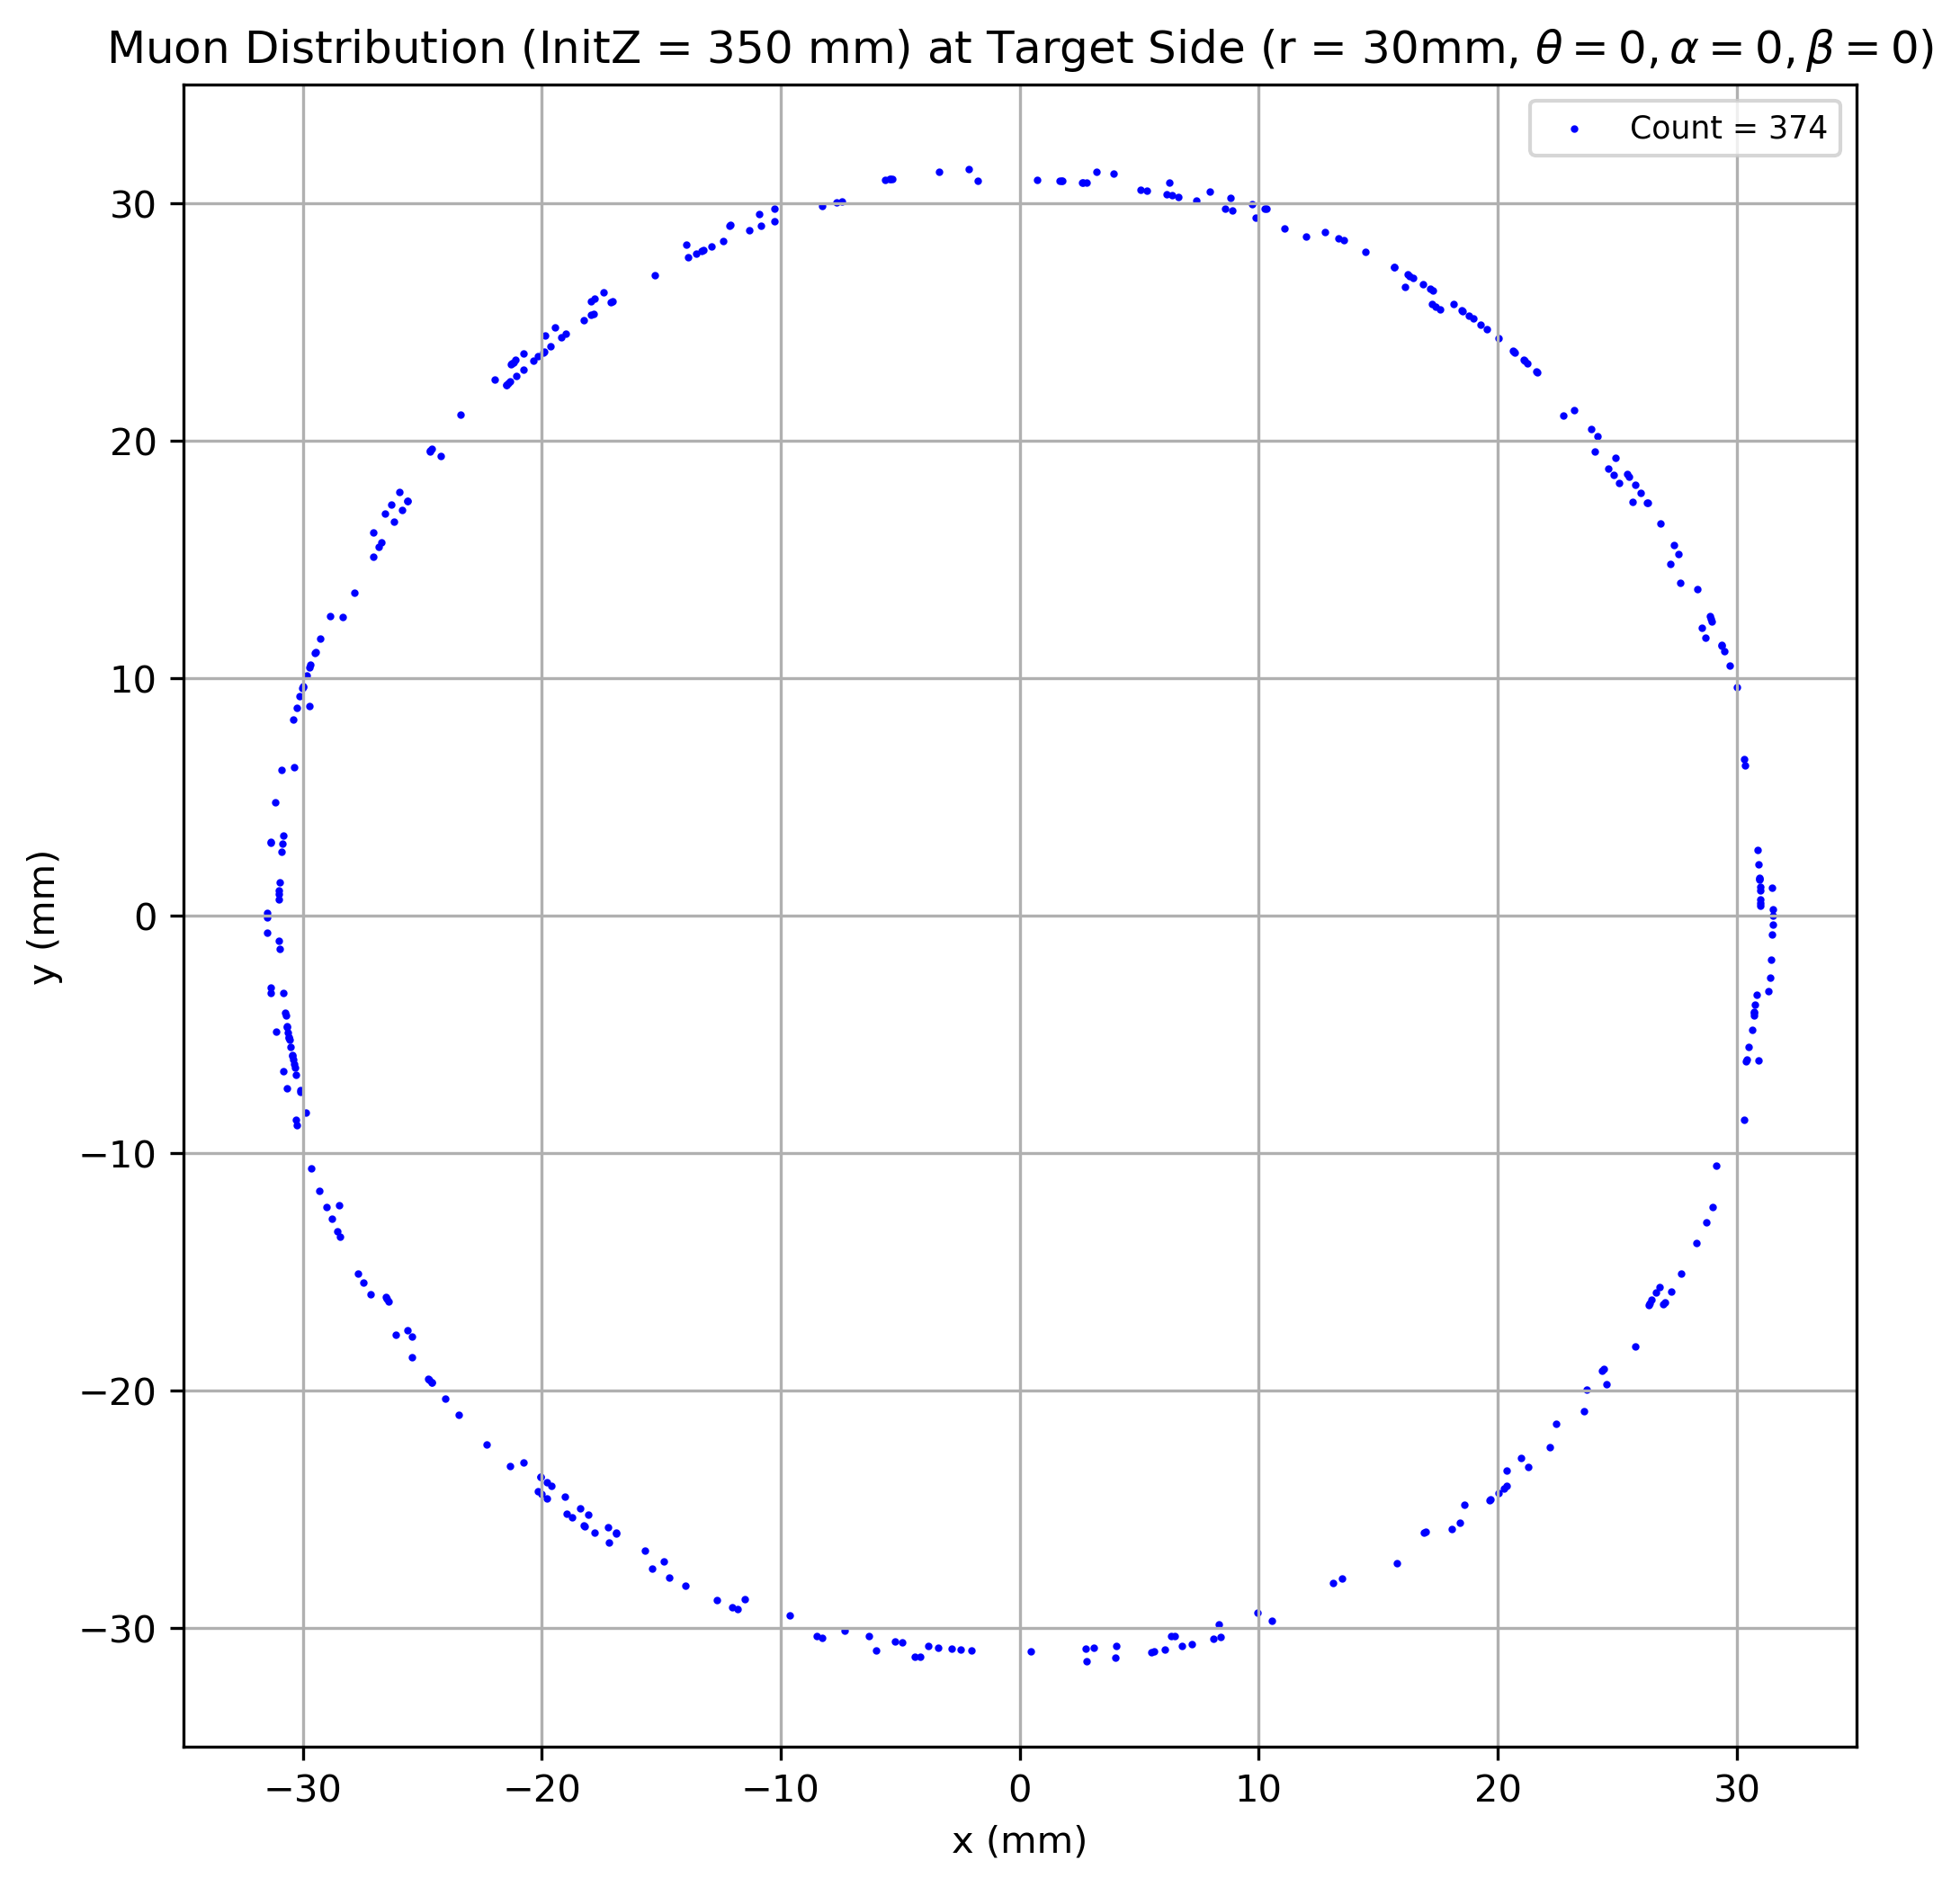 Muon Distribution (InitZ = 350 mm) at Target Side (r = 30mm, θ = 0, α = 0, β = 0)
Count = 374
30
20
10
0
−10
−20
−30
y (mm)
−30 −20 −10 0 10 20 30
x (mm)